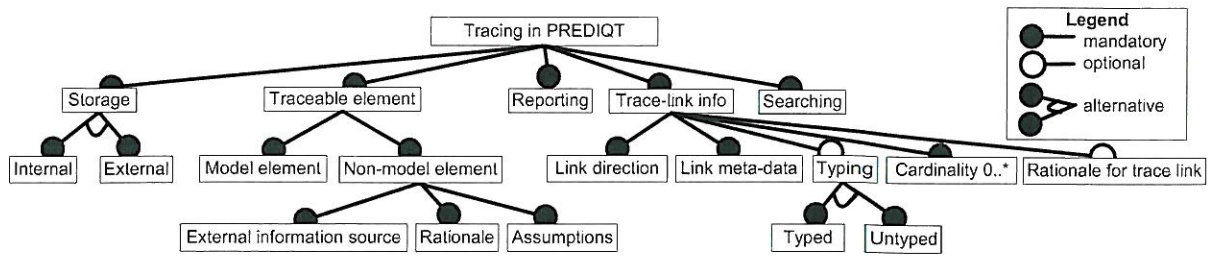 Tracing in PREDIQT
Legend
mandatory
optional
alternative
Storage
Traceable element
Reporting
Trace-link info
Searching
Internal
External
Model element
Non-model element
Link direction
Link meta-data
Typing
Cardinality 0..*
Rationale for trace link
External information source
Rationale
Assumptions
Typed
Untyped